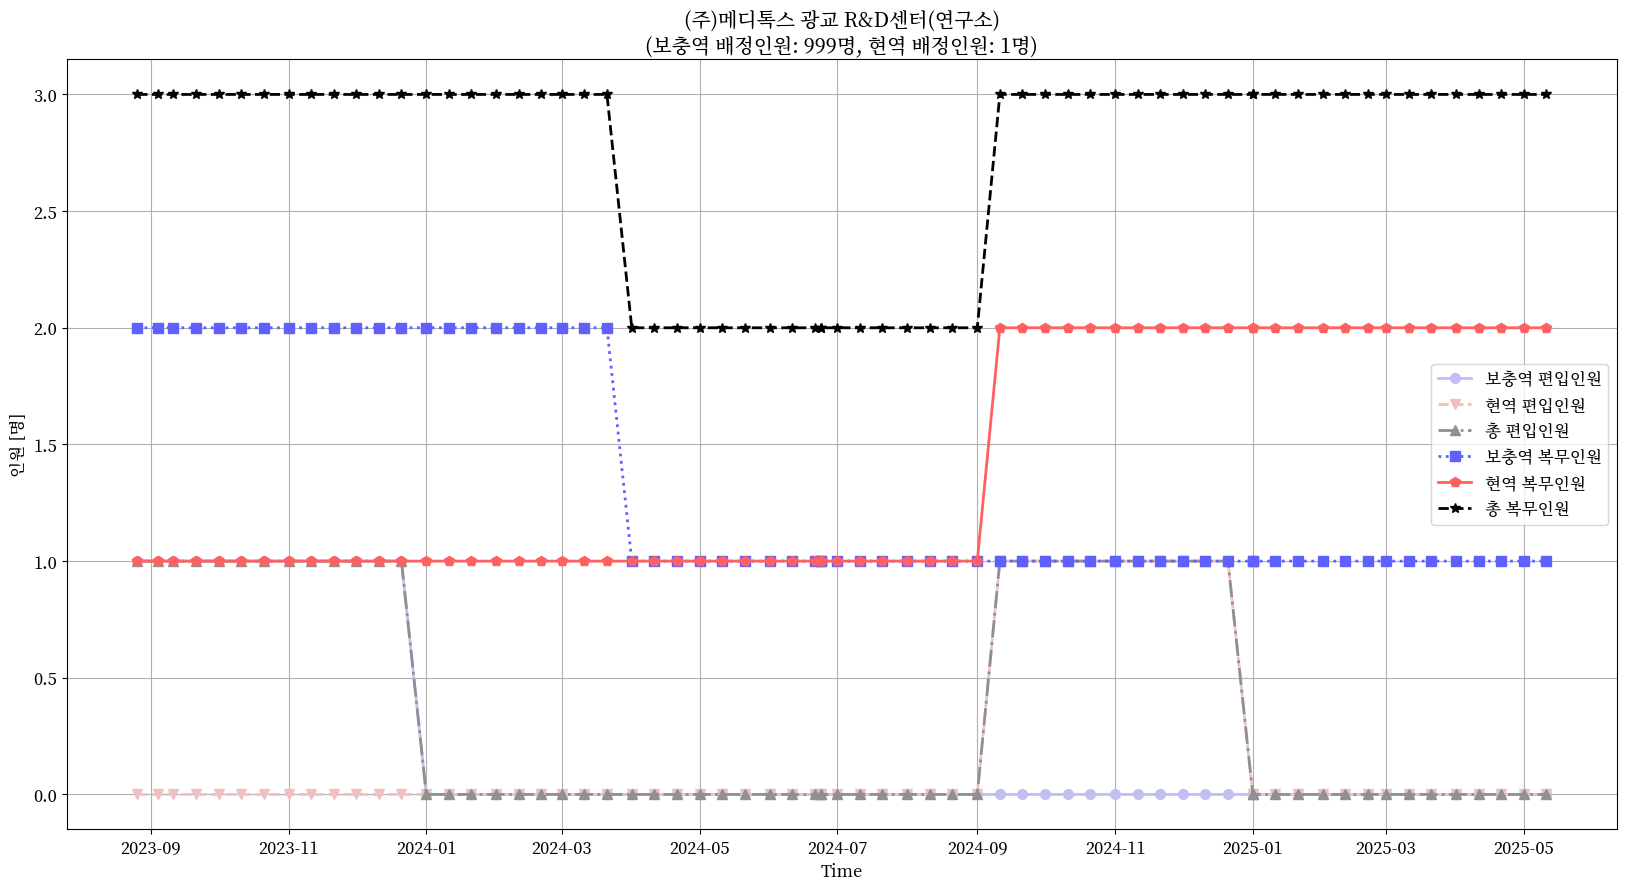 (주)메디톡스 광교 R&D센터(연구소)
(보충역 배정인원: 999명, 현역 배정인원: 1명)
인원 [명]
3.0
2.5
2.0
1.5
1.0
0.5
0.0
보충역 편입인원
현역 편입인원
총 편입인원
보충역 복무인원
현역 복무인원
총 복무인원
2023-09 2023-11 2024-01 2024-03 2024-05 2024-07 2024-09 2024-11 2025-01 2025-03 2025-05
Time